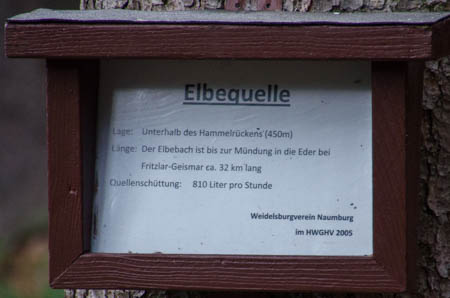 Elbequelle
Lage: Unterhalb des Hammelrückens (450m)
Länge: Der Elbebach ist bis zur Mündung in die Eder bei
Fritzlar-Geismar ca. 32 km lang
Quellenschüttung: 810 Liter pro Stunde
Weidelsburgverein Naumburg
im HWGHV 2005